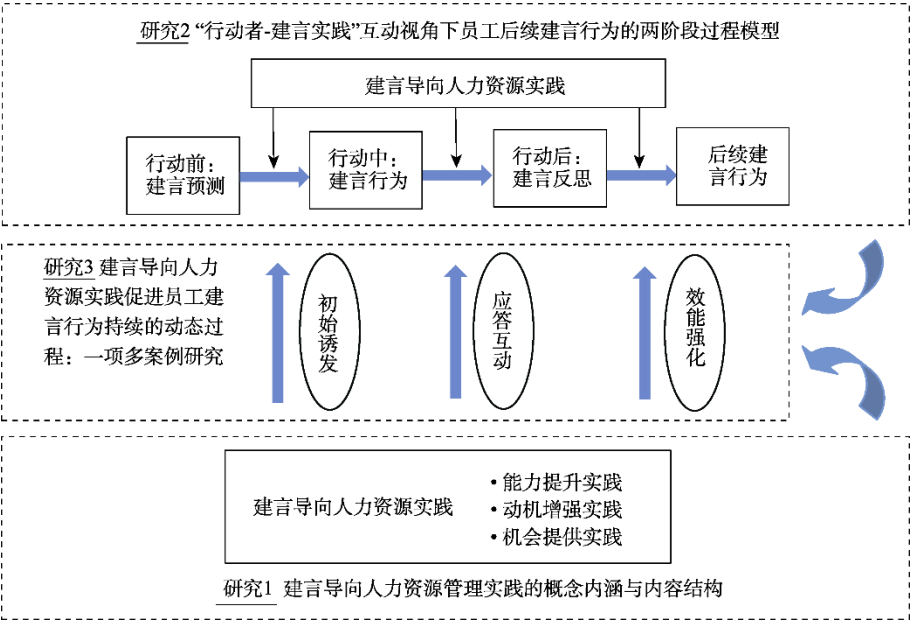 研究2 “行动者-建言实践”互动视角下员工后续建言行为的两阶段过程模型
建言导向人力资源实践
行动前：
建言预测
行动中：
建言行为
行动后：
建言反思
后续建
言行为
研究3 建言导向人力
资源实践促进员工建
言行为持续的动态过
程：一项多案例研究
初始诱发
应答互动
效能强化
建言导向人力资源实践
• 能力提升实践
• 动机增强实践
• 机会提供实践
研究1 建言导向人力资源管理实践的概念内涵与内容结构